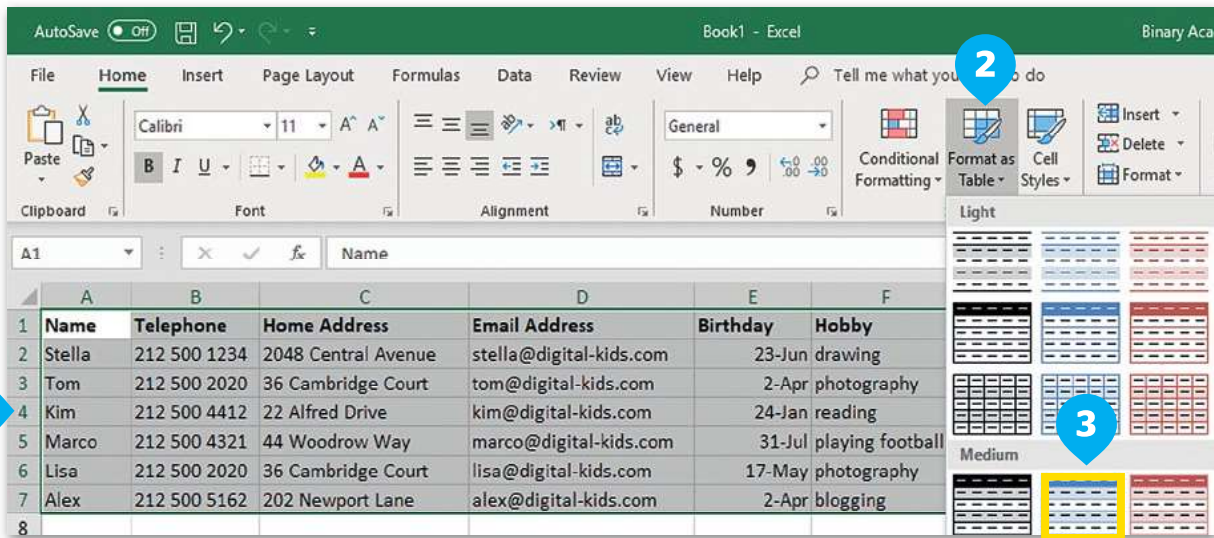 AutoSave Off Book1 - Excel Binary Aca
File Home Insert Page Layout Formulas Data Review View Help Tell me what you do
2
Calibri 11 A^ A˅ ab General Insert
Paste B I U A $ % 9 .00 .00 Conditional Formatting Format as Table Cell Styles Delete
Format
Clipboard Font Alignment Number
Light
A1 fx Name
A B C D E F
1 Name Telephone Home Address Email Address Birthday Hobby
2 Stella 212 500 1234 2048 Central Avenue stella@digital-kids.com 23-Jun drawing
3 Tom 212 500 2020 36 Cambridge Court tom@digital-kids.com 2-Apr photography
4 Kim 212 500 4412 22 Alfred Drive kim@digital-kids.com 24-Jan reading
5 Marco 212 500 4321 44 Woodrow Way marco@digital-kids.com 31-Jul playing football
6 Lisa 212 500 2020 36 Cambridge Court lisa@digital-kids.com 17-May photography
7 Alex 212 500 5162 202 Newport Lane alex@digital-kids.com 2-Apr blogging
8
3
Medium